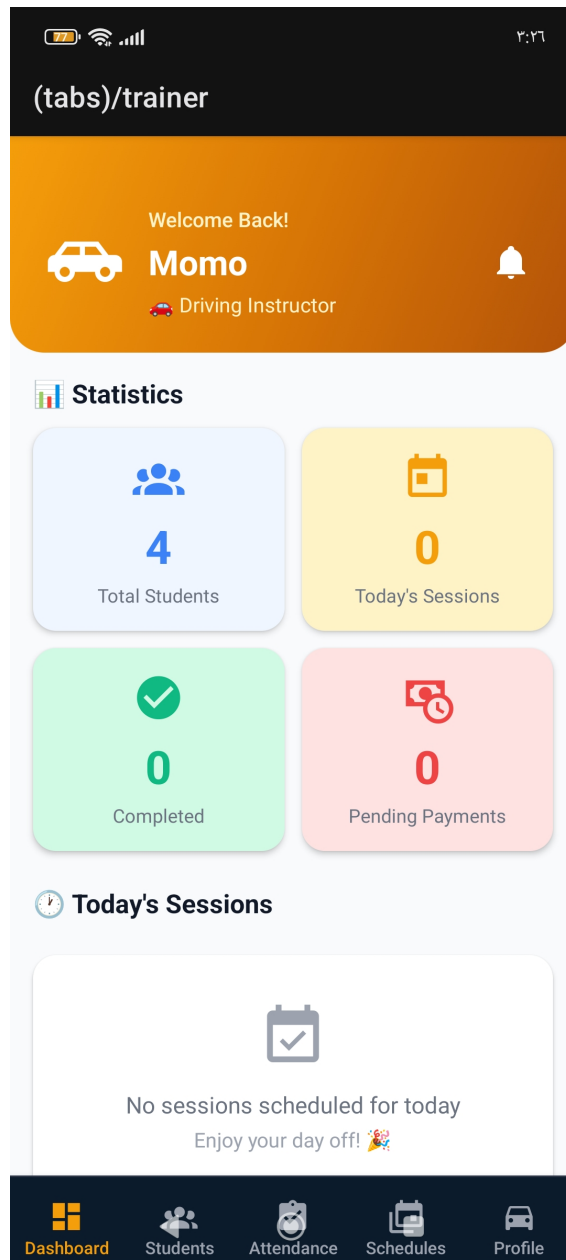 77
٣:٢٦
(tabs)/trainer
Welcome Back!
Momo
🚗 Driving Instructor
📊 Statistics
4
Total Students
0
Today's Sessions
0
Completed
0
Pending Payments
🕐 Today's Sessions
No sessions scheduled for today
Enjoy your day off! 🎉
Dashboard
Students
Attendance
Schedules
Profile